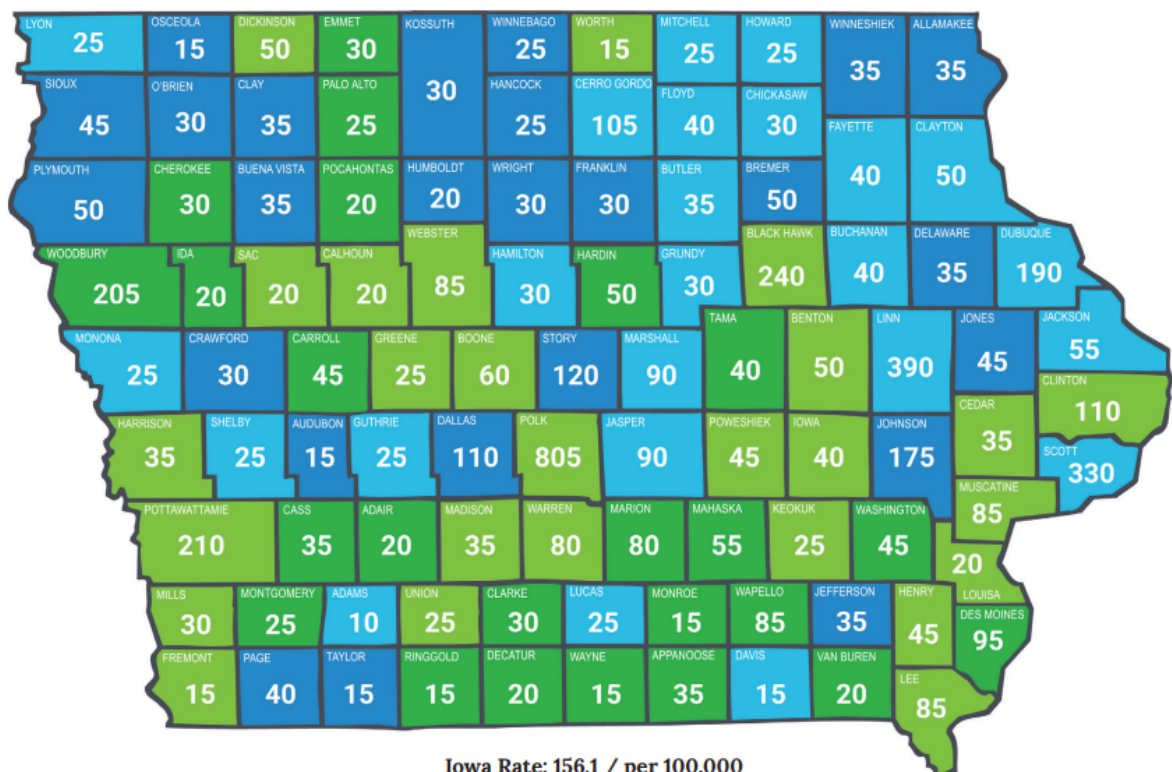 LYON
25
OSCEOLA
15
DICKINSON
50
EMMET
30
KOSSUTH
30
WINNEBAGO
25
WORTH
15
MITCHELL
25
HOWARD
25
WINNESHIEK
35
ALLAMAKEE
35
SIOUX
45
O'BRIEN
30
CLAY
35
PALO ALTO
25
HANCOCK
25
CERRO GORDO
105
FLOYD
40
CHICKASAW
30
FAYETTE
40
CLAYTON
50
PLYMOUTH
50
CHEROKEE
30
BUENA VISTA
35
POCAHONTAS
20
HUMBOLDT
20
WRIGHT
30
FRANKLIN
30
BUTLER
35
BREMER
50
WOODBURY
205
IDA
20
SAC
20
CALHOUN
20
WEBSTER
85
HAMILTON
30
HARDIN
50
GRUNDY
30
BLACK HAWK
240
BUCHANAN
40
DELAWARE
35
DUBUQUE
190
MONONA
25
CRAWFORD
30
CARROLL
45
GREENE
25
BOONE
60
STORY
120
MARSHALL
90
TAMA
40
BENTON
50
LINN
390
JONES
45
JACKSON
55
CLINTON
110
HARRISON
35
SHELBY
25
AUDUBON
15
GUTHRIE
25
DALLAS
110
POLK
805
JASPER
90
POWESHIEK
45
IOWA
40
JOHNSON
175
CEDAR
35
SCOTT
330
MUSCATINE
85
POTTAWATTAMIE
210
CASS
35
ADAIR
20
MADISON
35
WARREN
80
MARION
80
MAHASKA
55
KEOKUK
25
WASHINGTON
45
20
LOUISA
MILLS
30
MONTGOMERY
25
ADAMS
10
UNION
25
CLARKE
30
LUCAS
25
MONROE
15
WAPELLO
85
JEFFERSON
35
HENRY
45
DES MOINES
95
FREMONT
15
PAGE
40
TAYLOR
15
RINGGOLD
15
DECATUR
20
WAYNE
15
APPANOOSE
35
DAVIS
15
VAN BUREN
20
LEE
85
Iowa Rate: 156.1 / per 100,000